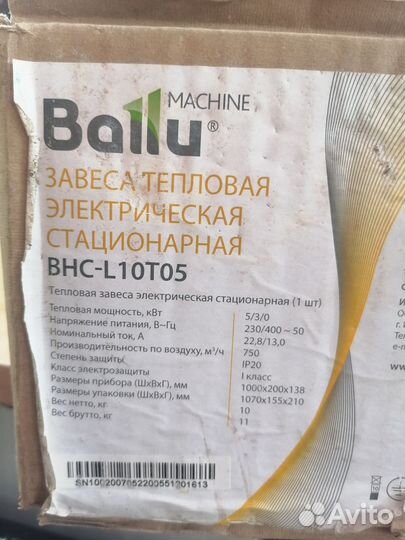 MACHINE
Ballu®
ЗАВЕСА ТЕПЛОВАЯ
ЭЛЕКТРИЧЕСКАЯ
СТАЦИОНАРНАЯ
BHC-L10T05
Тепловая завеса электрическая стационарная (1 шт)
Тепловая мощность, кВт 5/3/0
Напряжение питания, В~Гц 230/400 ~ 50
Номинальный ток, А 22,8/13,0
Производительность по воздуху, м³/ч 750
Степень защиты IP20
Класс электрозащиты I класс
Размеры прибора (ШхВхГ), мм 1000x200x138
Размеры упаковки (ШхВхГ), мм 1070x155x210
Вес нетто, кг 10
Вес брутто, кг 11
Avito